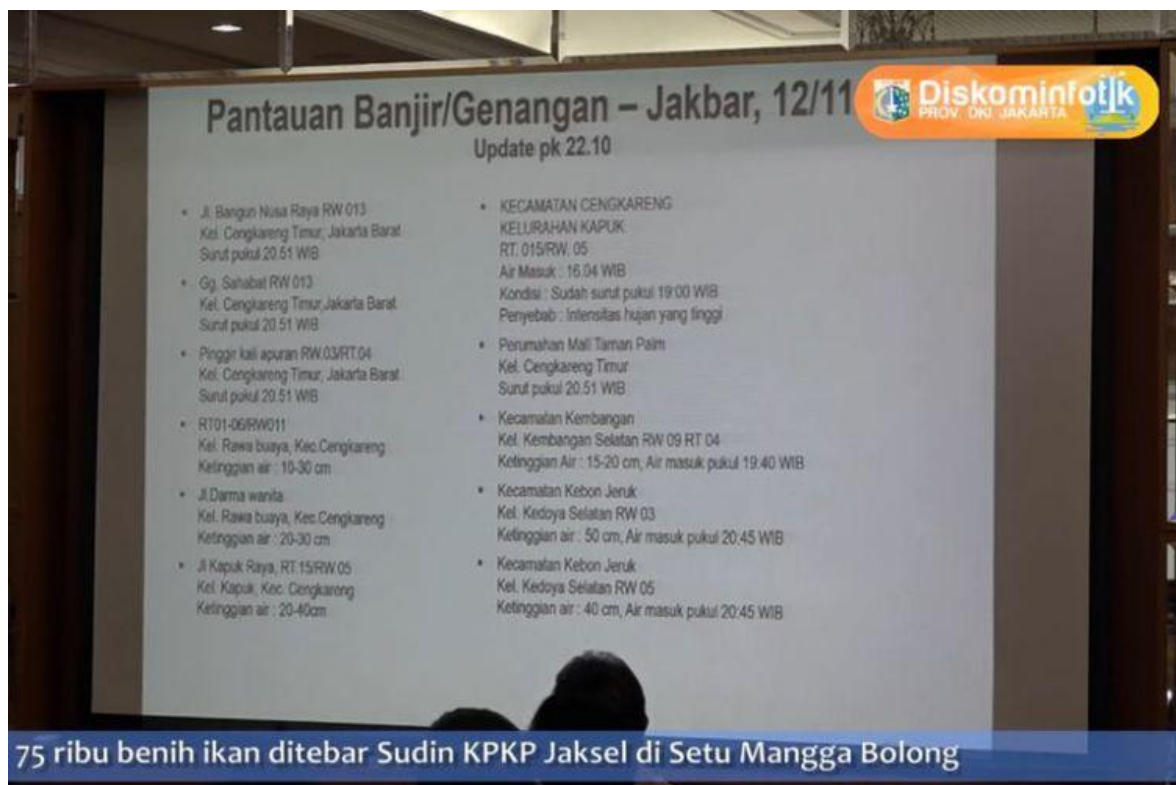 Pantauan Banjir/Genangan – Jakbar, 12/11
Update pk 22.10
Diskominfotik
PROV. DKI JAKARTA
• Jl. Bangun Nusa Raya RW 013
Kel. Cengkareng Timur, Jakarta Barat
Surut pukul 20.51 WIB
• Gg. Sahabat RW 013
Kel. Cengkareng Timur,Jakarta Barat
Surut pukul 20.51 WIB
• Pinggir kali apuran RW.03/RT.04
Kel. Cengkareng Timur, Jakarta Barat
Surut pukul 20.51 WIB
• RT01-06/RW011
Kel. Rawa buaya, Kec.Cengkareng
Ketinggian air : 10-30 cm
• Jl.Darma wanita
Kel. Rawa buaya, Kec.Cengkareng
Ketinggian air : 20-30 cm
• Jl Kapuk Raya, RT 15/RW.05
Kel. Kapuk, Kec. Cengkareng
Ketinggian air : 20-40cm
• KECAMATAN CENGKARENG
KELURAHAN KAPUK
RT. 015/RW. 05
Air Masuk : 16.04 WIB
Kondisi : Sudah surut pukul 19:00 WIB
Penyebab : Intensitas hujan yang tinggi
• Perumahan Mall Taman Palm
Kel. Cengkareng Timur
Surut pukul 20.51 WIB
• Kecamatan Kembangan
Kel. Kembangan Selatan RW 09 RT 04
Ketinggian Air : 15-20 cm, Air masuk pukul 19:40 WIB
• Kecamatan Kebon Jeruk
Kel. Kedoya Selatan RW 03
Ketinggian air : 50 cm, Air masuk pukul 20:45 WIB
• Kecamatan Kebon Jeruk
Kel. Kedoya Selatan RW 05
Ketinggian air : 40 cm, Air masuk pukul 20:45 WIB
75 ribu benih ikan ditebar Sudin KPKP Jaksel di Setu Mangga Bolong